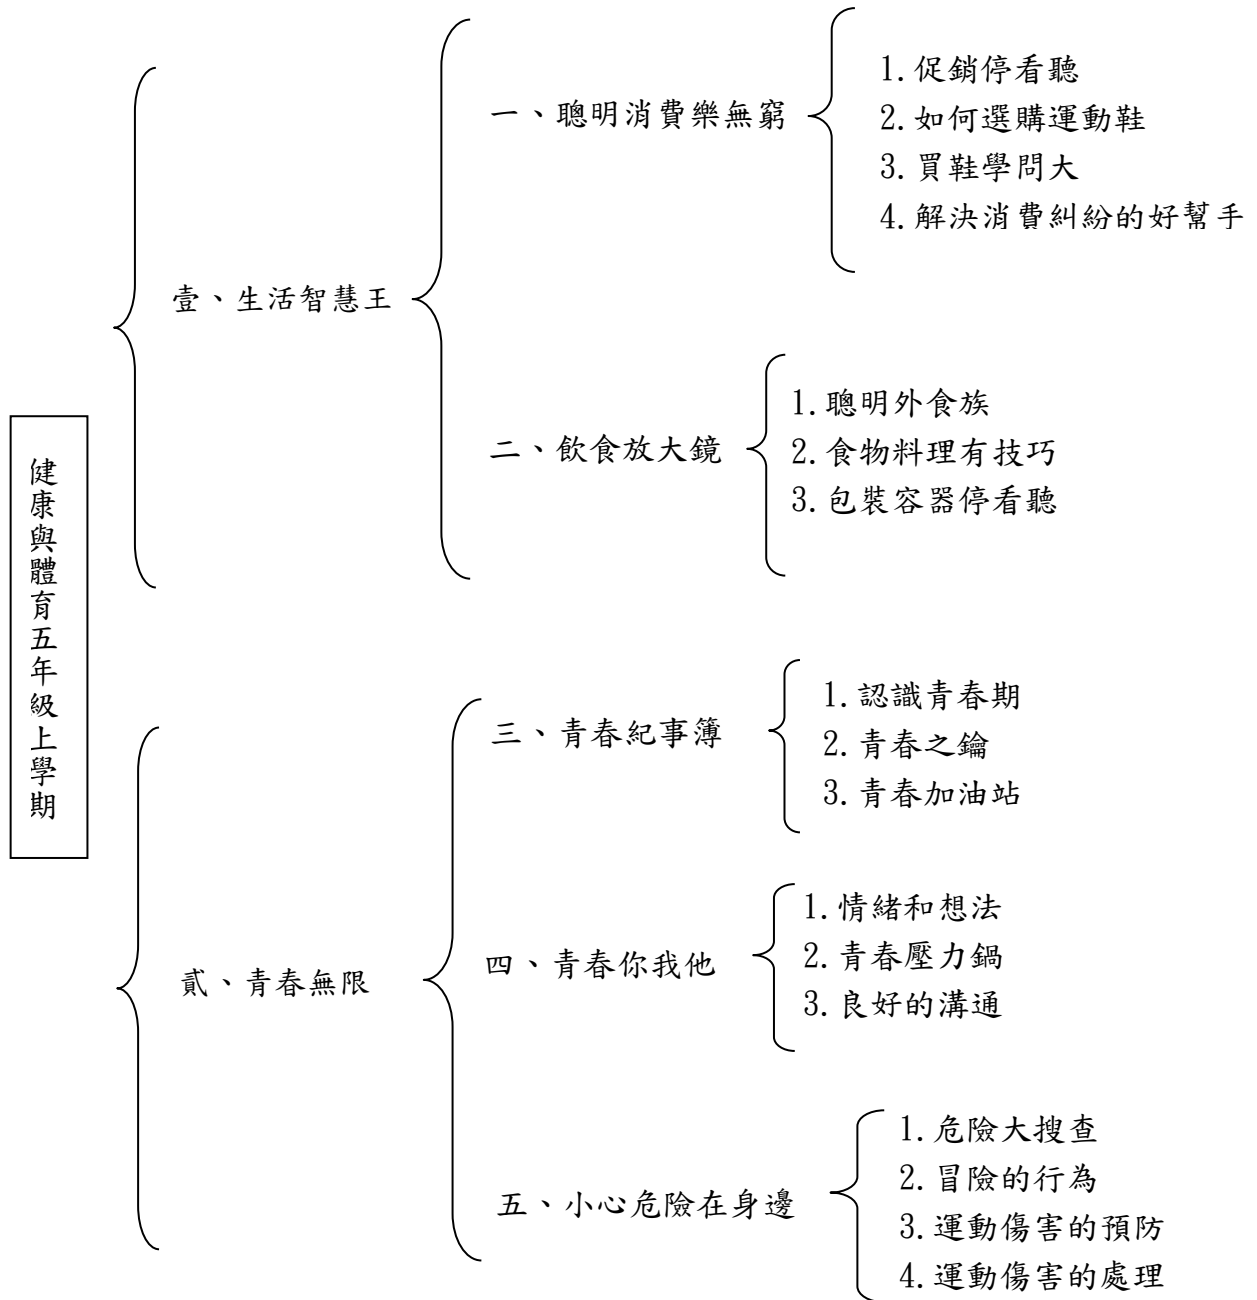 健康與體育五年級上學期
壹、生活智慧王
一、聰明消費樂無窮
1.促銷停看聽
2.如何選購運動鞋
3.買鞋學問大
4.解決消費糾紛的好幫手
二、飲食放大鏡
1.聰明外食族
2.食物料理有技巧
3.包裝容器停看聽
貳、青春無限
三、青春紀事簿
1.認識青春期
2.青春之鑰
3.青春加油站
四、青春你我他
1.情緒和想法
2.青春壓力鍋
3.良好的溝通
五、小心危險在身邊
1.危險大搜查
2.冒險的行為
3.運動傷害的預防
4.運動傷害的處理